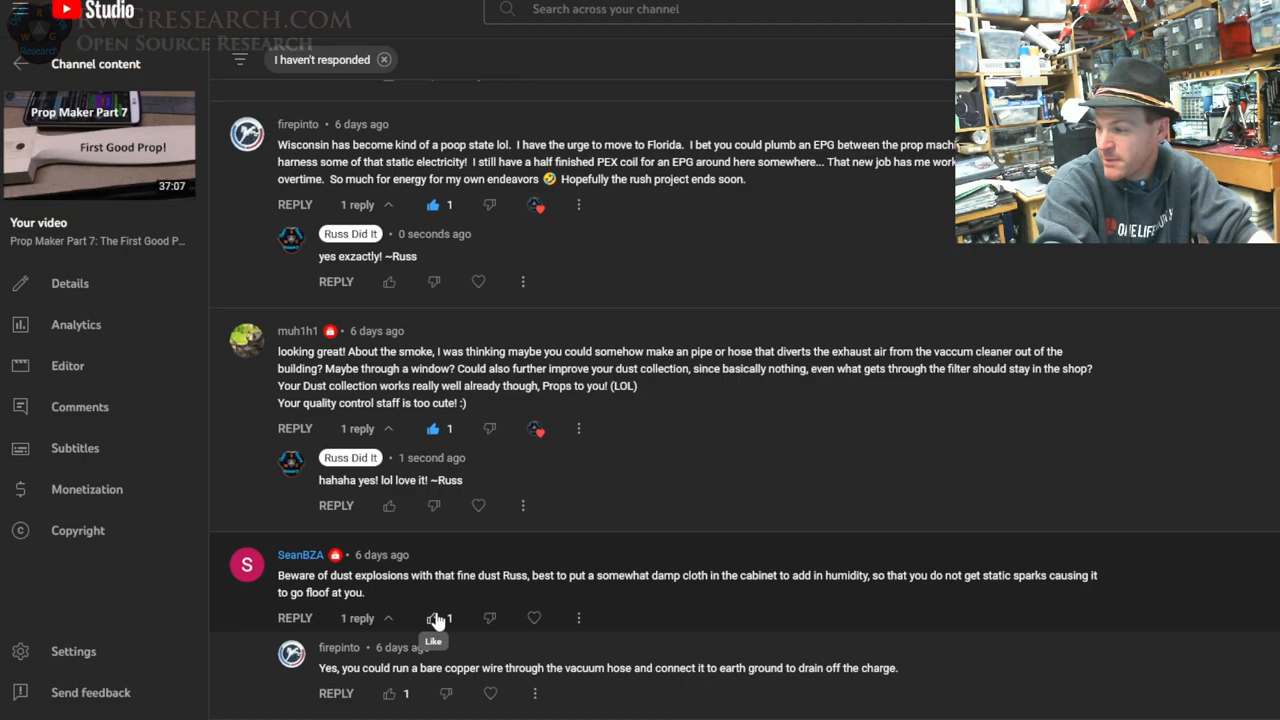 Studio
Search across your channel
RWGRESEARCH.COM
Open Source Research
R
W G
Research
Channel content
I haven't responded
Prop Maker Part 7
First Good Prop!
37:07
Your video
Prop Maker Part 7: The First Good P...
Details
Analytics
Editor
Comments
Subtitles
Monetization
Copyright
Settings
Send feedback
firepinto • 6 days ago
Wisconsin has become kind of a poop state lol. I have the urge to move to Florida. I bet you could plumb an EPG between the prop mach
harness some of that static electricity! I still have a half finished PEX coil for an EPG around here somewhere... That new job has me work
overtime. So much for energy for my own endeavors 🤣 Hopefully the rush project ends soon.
REPLY 1 reply 1
Russ Did It • 0 seconds ago
yes exzactly! ~Russ
REPLY
muh1h1 • 6 days ago
looking great! About the smoke, I was thinking maybe you could somehow make an pipe or hose that diverts the exhaust air from the vaccum cleaner out of the
building? Maybe through a window? Could also further improve your dust collection, since basically nothing, even what gets through the filter should stay in the shop?
Your Dust collection works really well already though, Props to you! (LOL)
Your quality control staff is too cute! :)
REPLY 1 reply 1
Russ Did It • 1 second ago
hahaha yes! lol love it! ~Russ
REPLY
S
SeanBZA • 6 days ago
Beware of dust explosions with that fine dust Russ, best to put a somewhat damp cloth in the cabinet to add in humidity, so that you do not get static sparks causing it
to go floof at you.
REPLY 1 reply 1
Like
firepinto • 6 days ago
Yes, you could run a bare copper wire through the vacuum hose and connect it to earth ground to drain off the charge.
REPLY 1